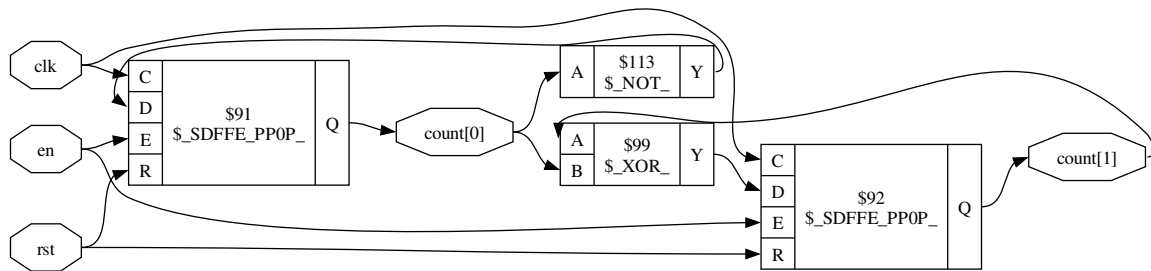 clk
en
rst
C
D
E
R
$91
$_SDFFE_PP0P_
Q
count[0]
A
$113
$_NOT_
Y
A
B
$99
$_XOR_
Y
C
D
E
R
$92
$_SDFFE_PP0P_
Q
count[1]